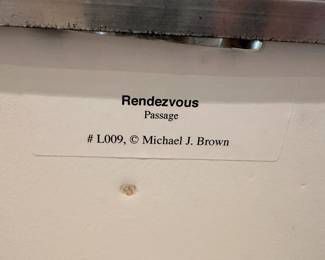 Rendezvous
Passage
# L009, © Michael J. Brown